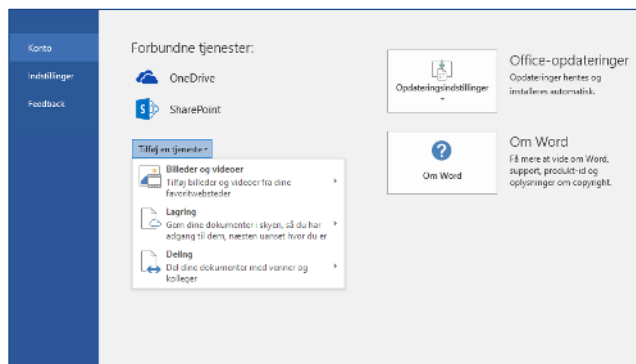 Konto
Indstillinger
Feedback
Forbundne tjenester:
OneDrive
SharePoint
Tilføj en tjeneste
Billeder og videoer
Tilføj billeder og videoer fra dine
favoritwebsteder
Lagring
Gem dine dokumenter i skyen, så du har
adgang til dem, næsten uanset hvor du er
Deling
Del dine dokumenter med venner og
kolleger
Opdateringsindstillinger
Office-opdateringer
Opdateringer hentes og
installeres automatisk.
Om Word
Om Word
Få mere at vide om Word,
support, produkt-id og
oplysninger om copyright.